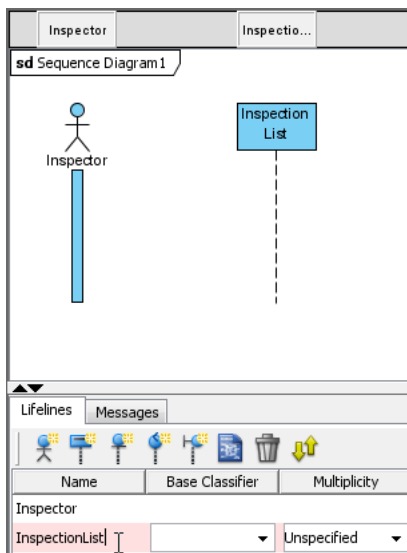 Inspector Inspectio...
sd Sequence Diagram1
Inspection
List
Inspector
Lifelines Messages
Name Base Classifier Multiplicity
Inspector
InspectionList Unspecified